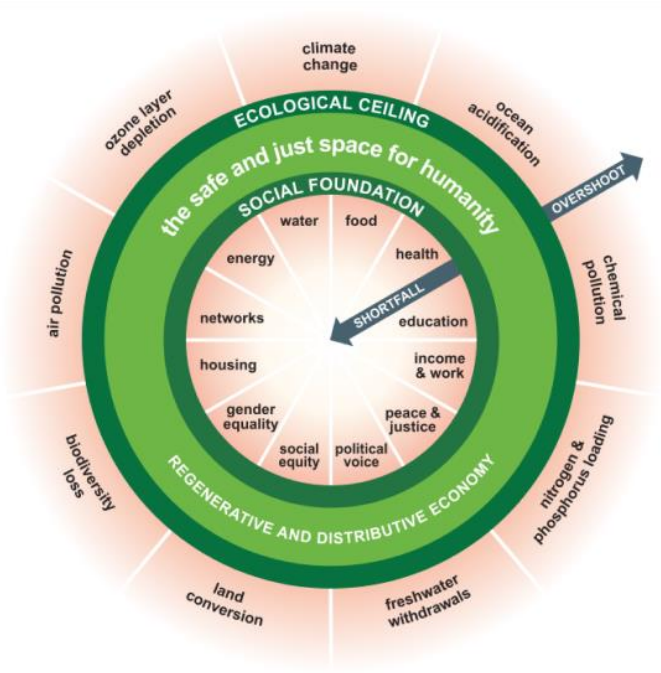 climate
change
ocean
acidification
chemical
pollution
nitrogen &
phosphorus loading
freshwater
withdrawals
land
conversion
biodiversity
loss
air pollution
ozone layer
depletion
OVERSHOOT
ECOLOGICAL CEILING
the safe and just space for humanity
SOCIAL FOUNDATION
water
food
health
SHORTFALL
education
income
& work
peace &
justice
political
voice
social
equity
gender
equality
housing
networks
energy
REGENERATIVE AND DISTRIBUTIVE ECONOMY